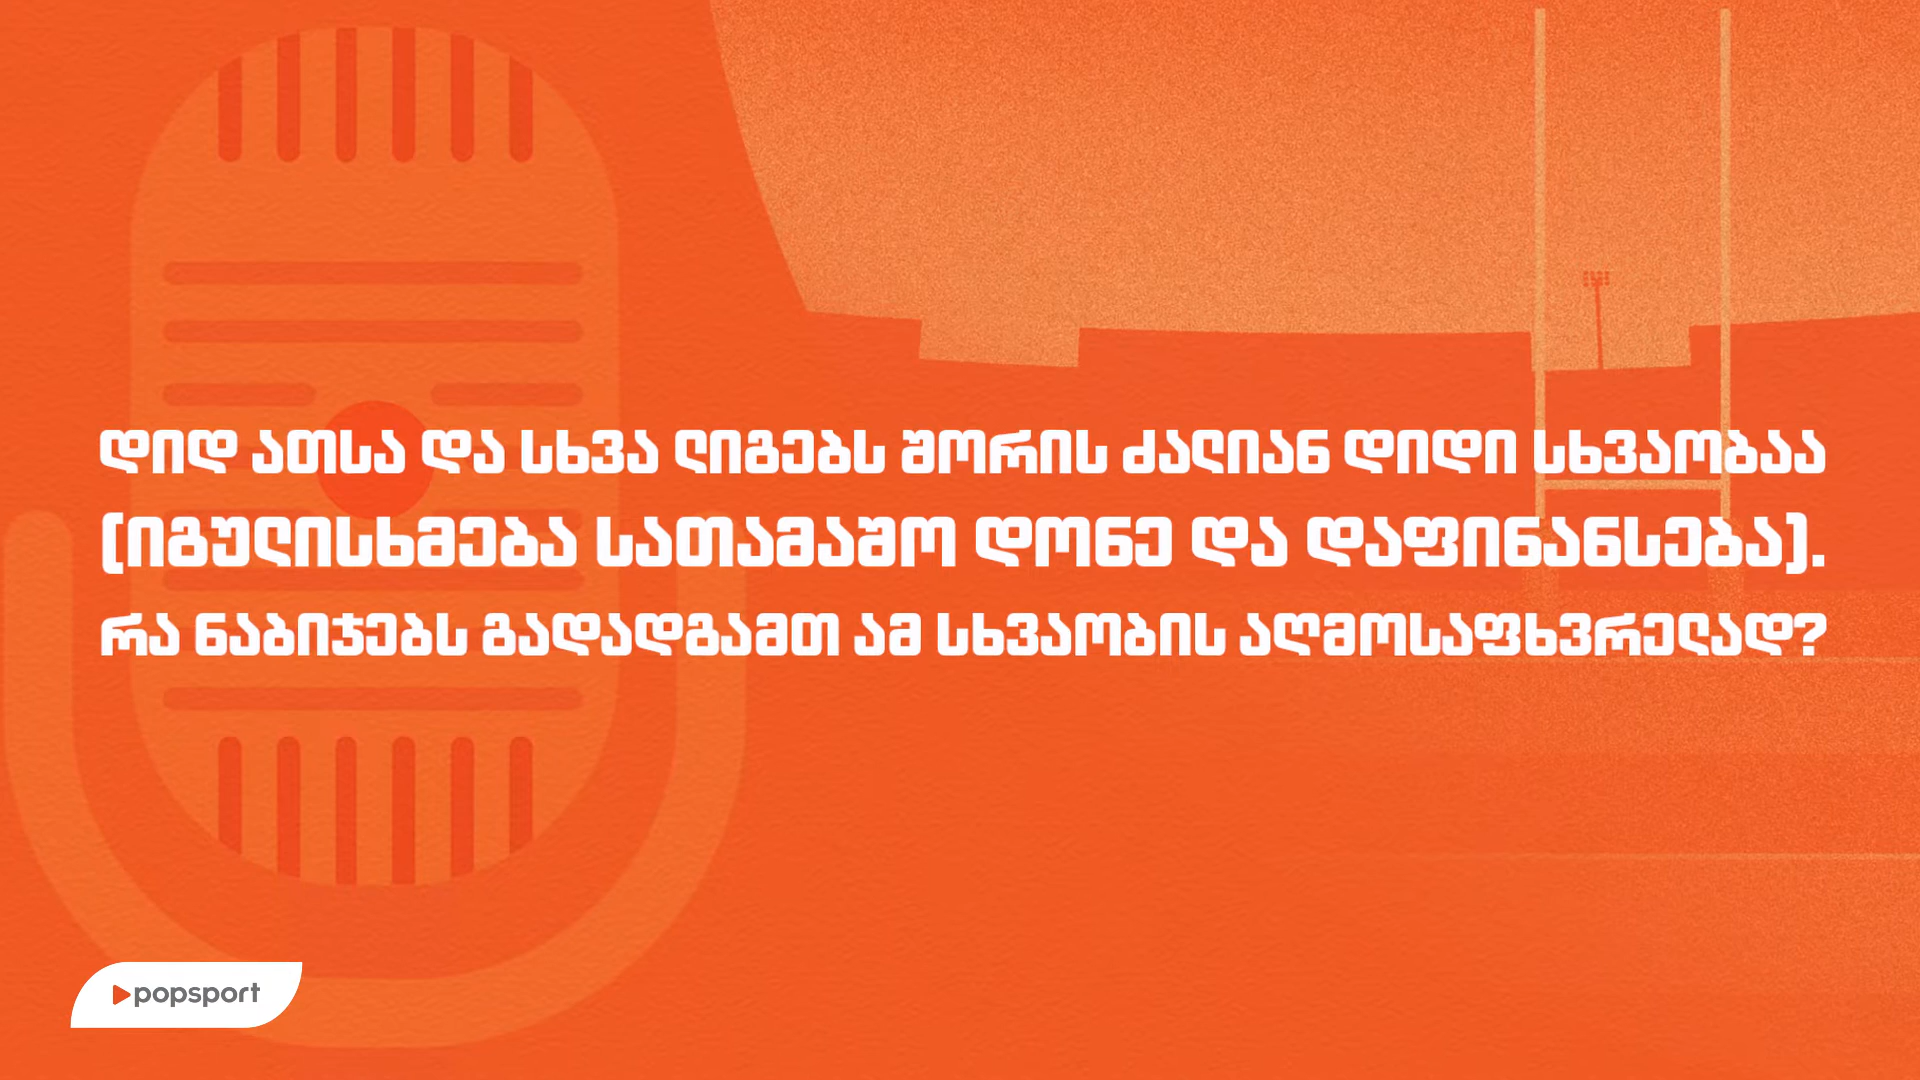 დიდ ათსა და სხვა ლიგებს შორის ძალიან დიდი სხვაობაა
(იგულისხმება სათამაშო დონე და დაფინანსება).
რა ნაბიჯებს გადადგამთ ამ სხვაობის აღმოსაფხვრელად?
popsport